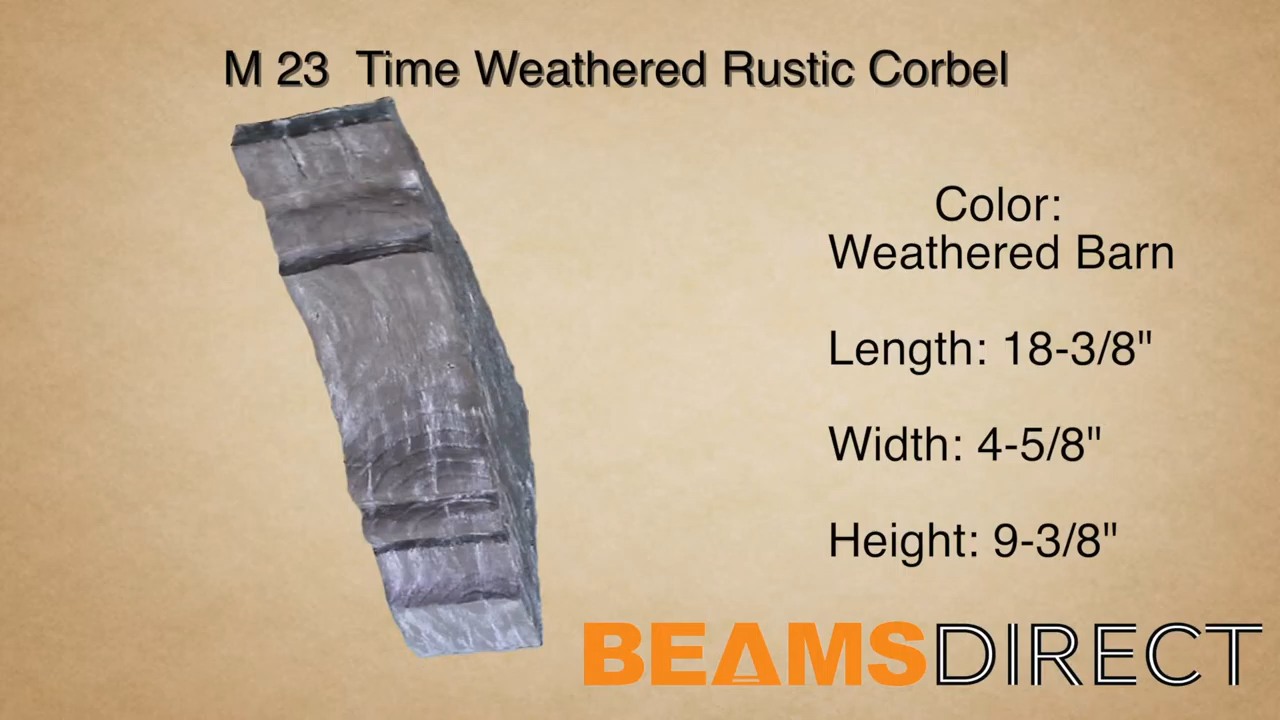 M 23 Time Weathered Rustic Corbel
Color:
Weathered Barn
Length: 18-3/8"
Width: 4-5/8"
Height: 9-3/8"
BEAMSDIRECT